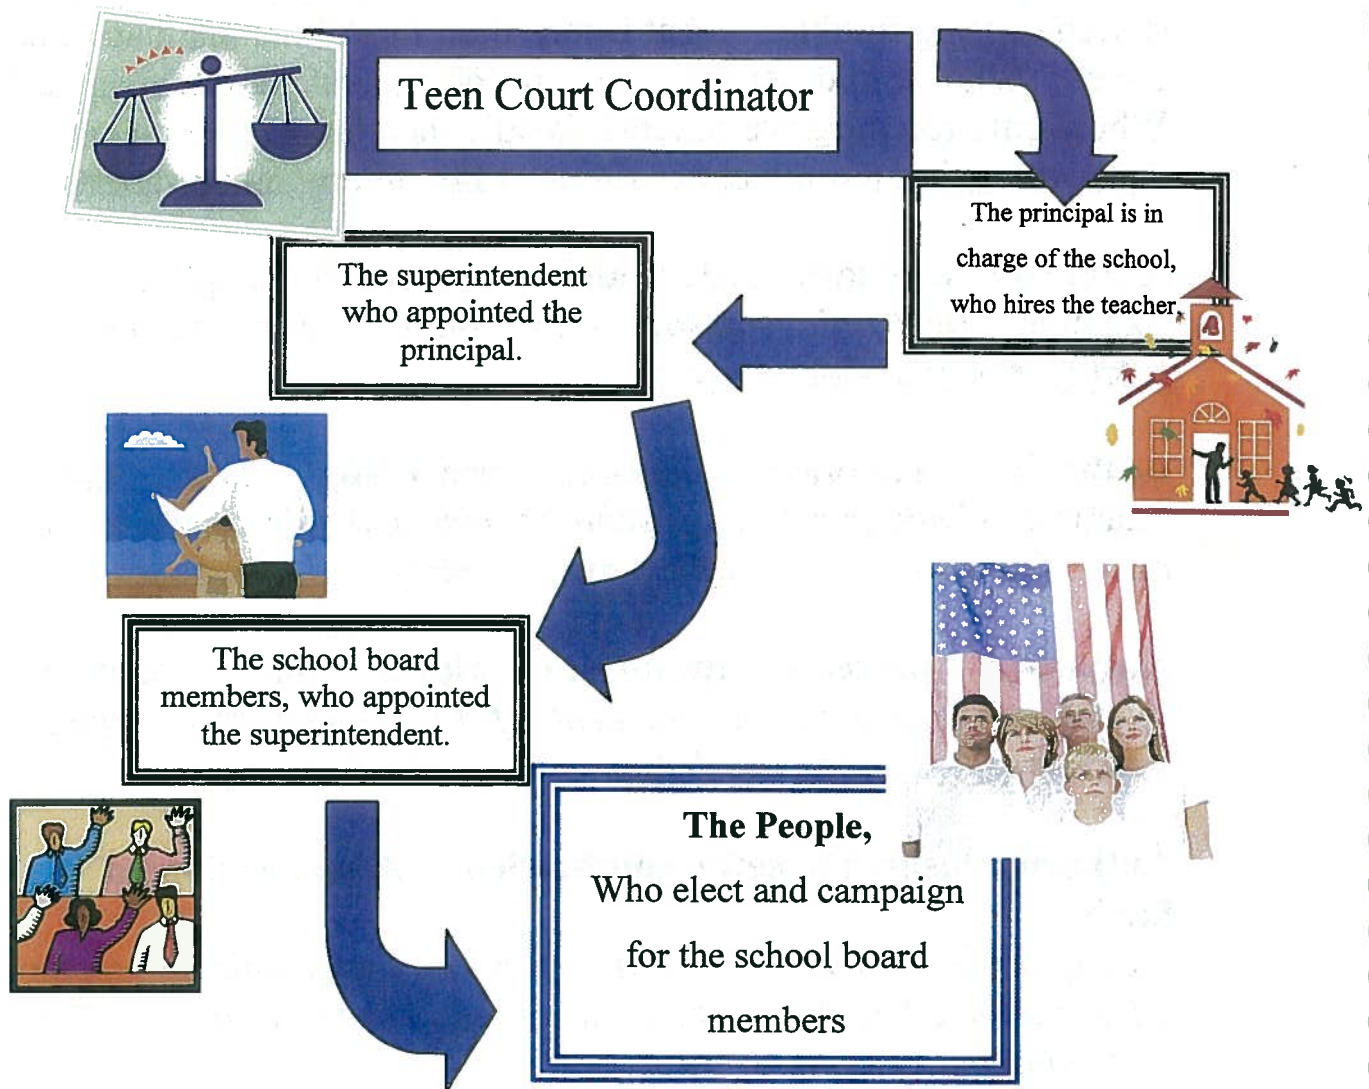 Teen Court Coordinator
The principal is in
charge of the school,
who hires the teacher,
The superintendent
who appointed the
principal.
The school board
members, who appointed
the superintendent.
The People,
Who elect and campaign
for the school board
members